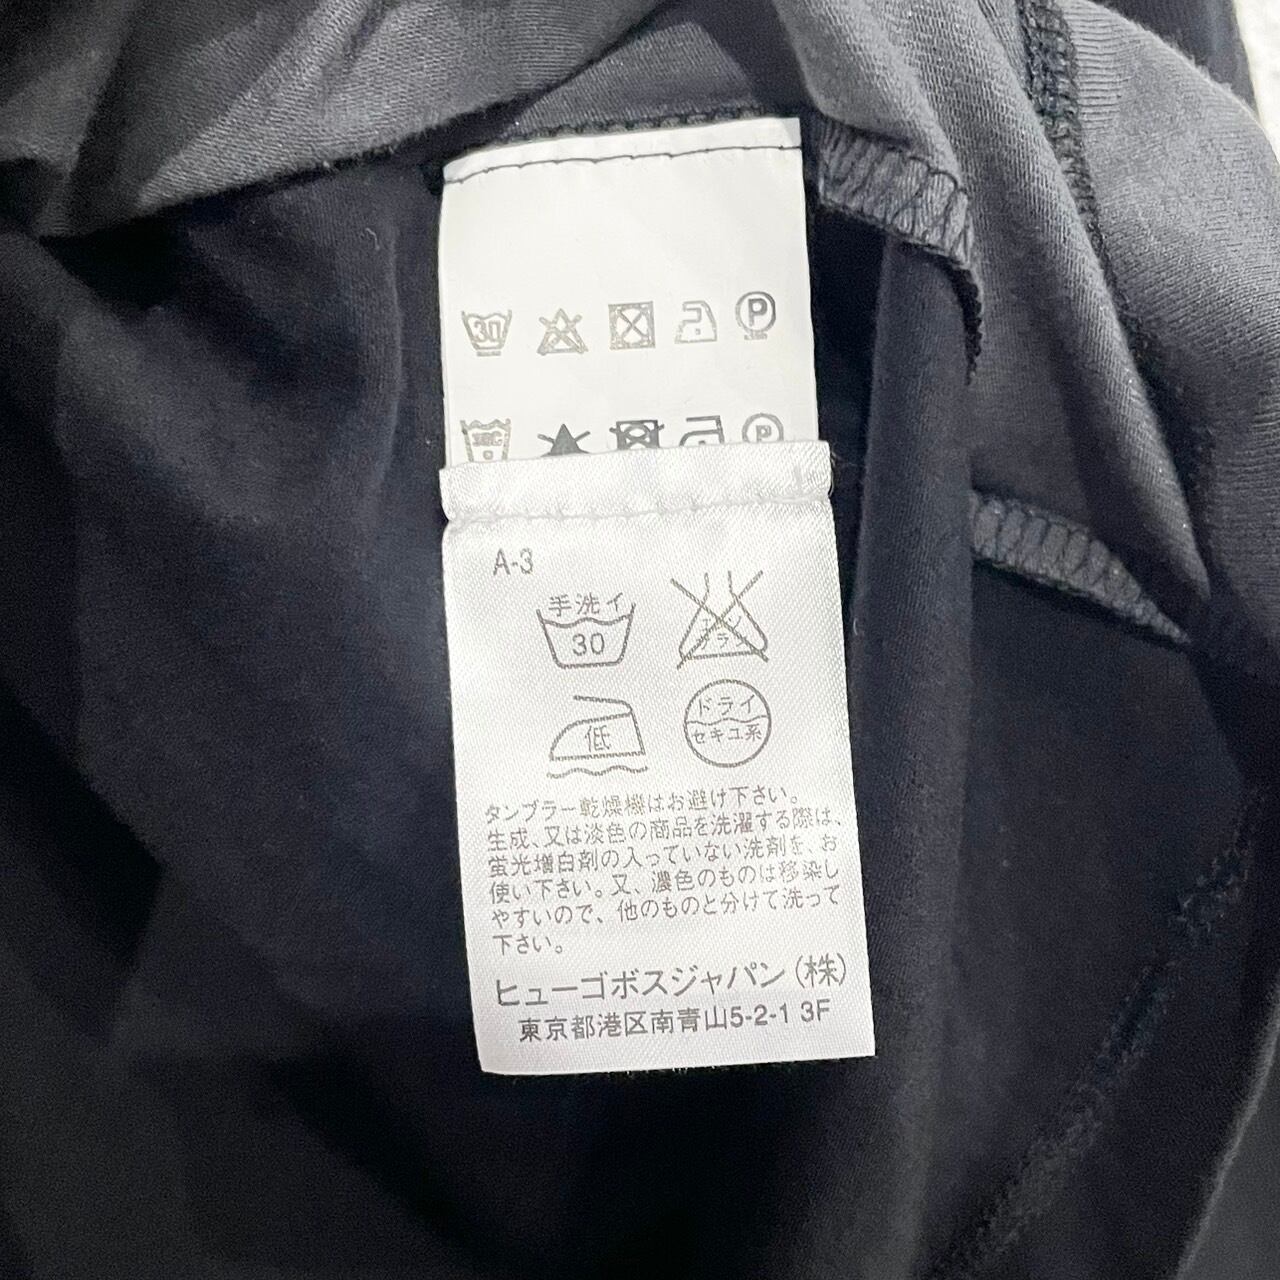 30
P
30C
P
A-3
手洗イ
30
エンソ
サラシ
低
ドライ
セキユ系
タンブラー乾燥機はお避け下さい。
生成、又は淡色の商品を洗濯する際は、
蛍光増白剤の入っていない洗剤を、お
使い下さい。又、濃色のものは移染し
やすいので、他のものと分けて洗って
下さい。
ヒューゴボスジャパン(株)
東京都港区南青山5-2-1 3F